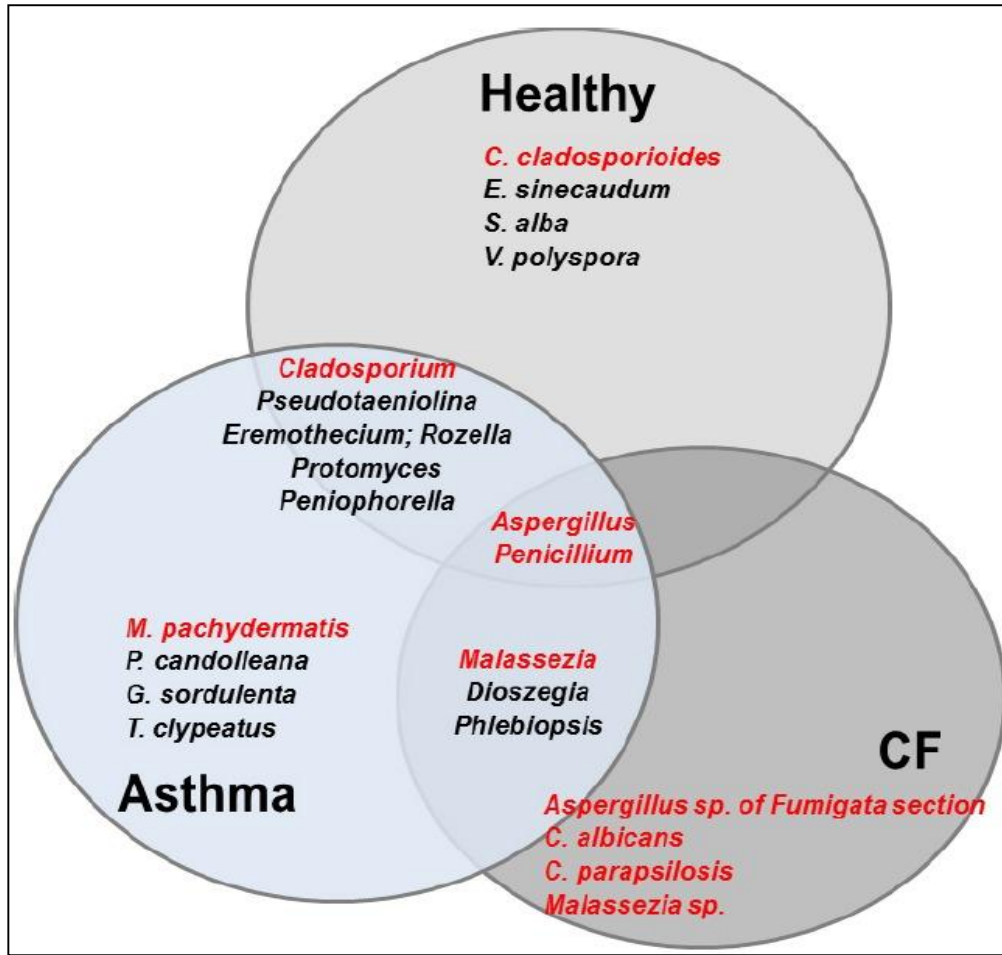 Healthy
C. cladosporioides
E. sinecaudum
S. alba
V. polyspora
Cladosporium
Pseudotaeniolina
Eremothecium; Rozella
Protomyces
Peniophorella
Aspergillus
Penicillium
M. pachydermatis
P. candolleana
G. sordulenta
T. clypeatus
Asthma
Malassezia
Dioszegia
Phlebiopsis
CF
Aspergillus sp. of Fumigata section
C. albicans
C. parapsilosis
Malassezia sp.